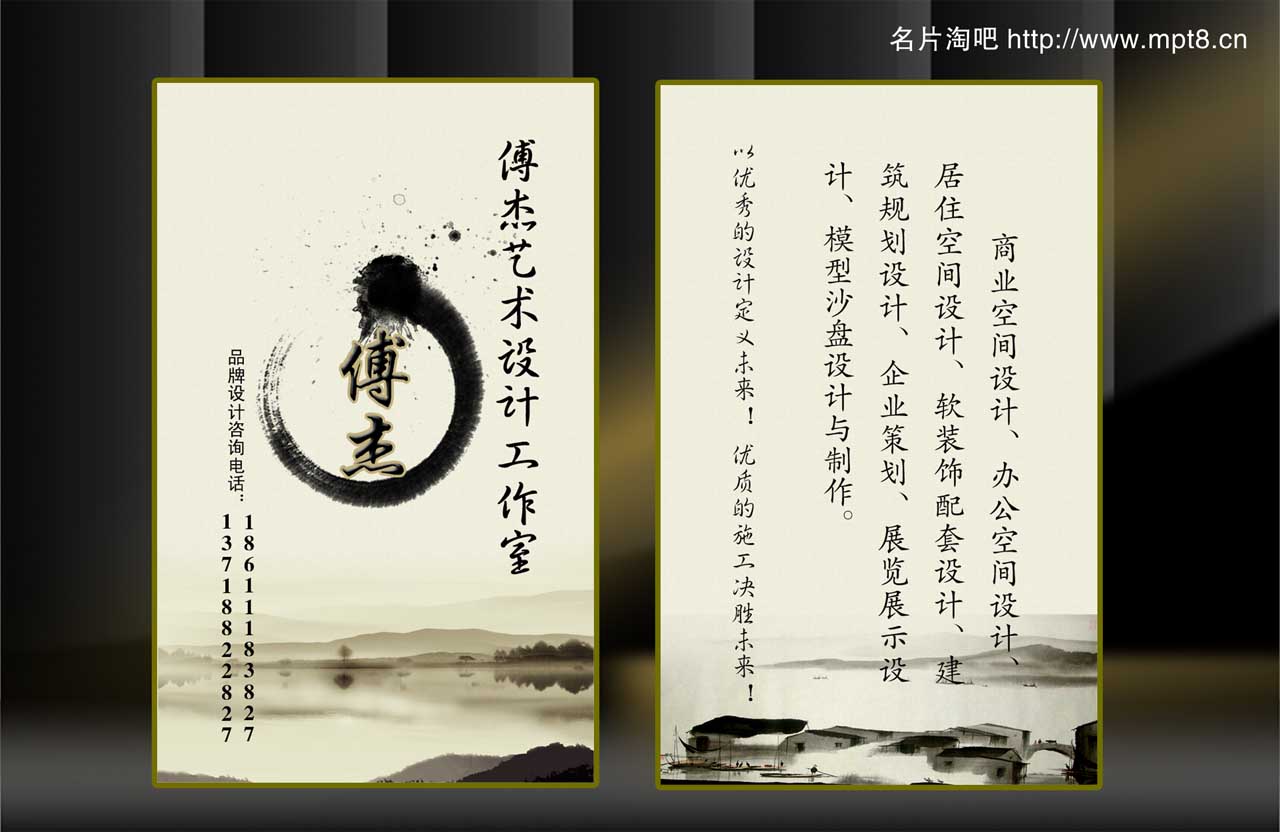 名片淘吧 http://www.mpt8.cn
傅杰艺术设计工作室
傅杰
品牌设计咨询电话：
18611183827
13718822827
商业空间设计、办公空间设计、
居住空间设计、软装饰配套设计、建
筑规划设计、企业策划、展览展示设
计、模型沙盘设计与制作。
以优秀的设计定义未来！优质的施工决胜未来！